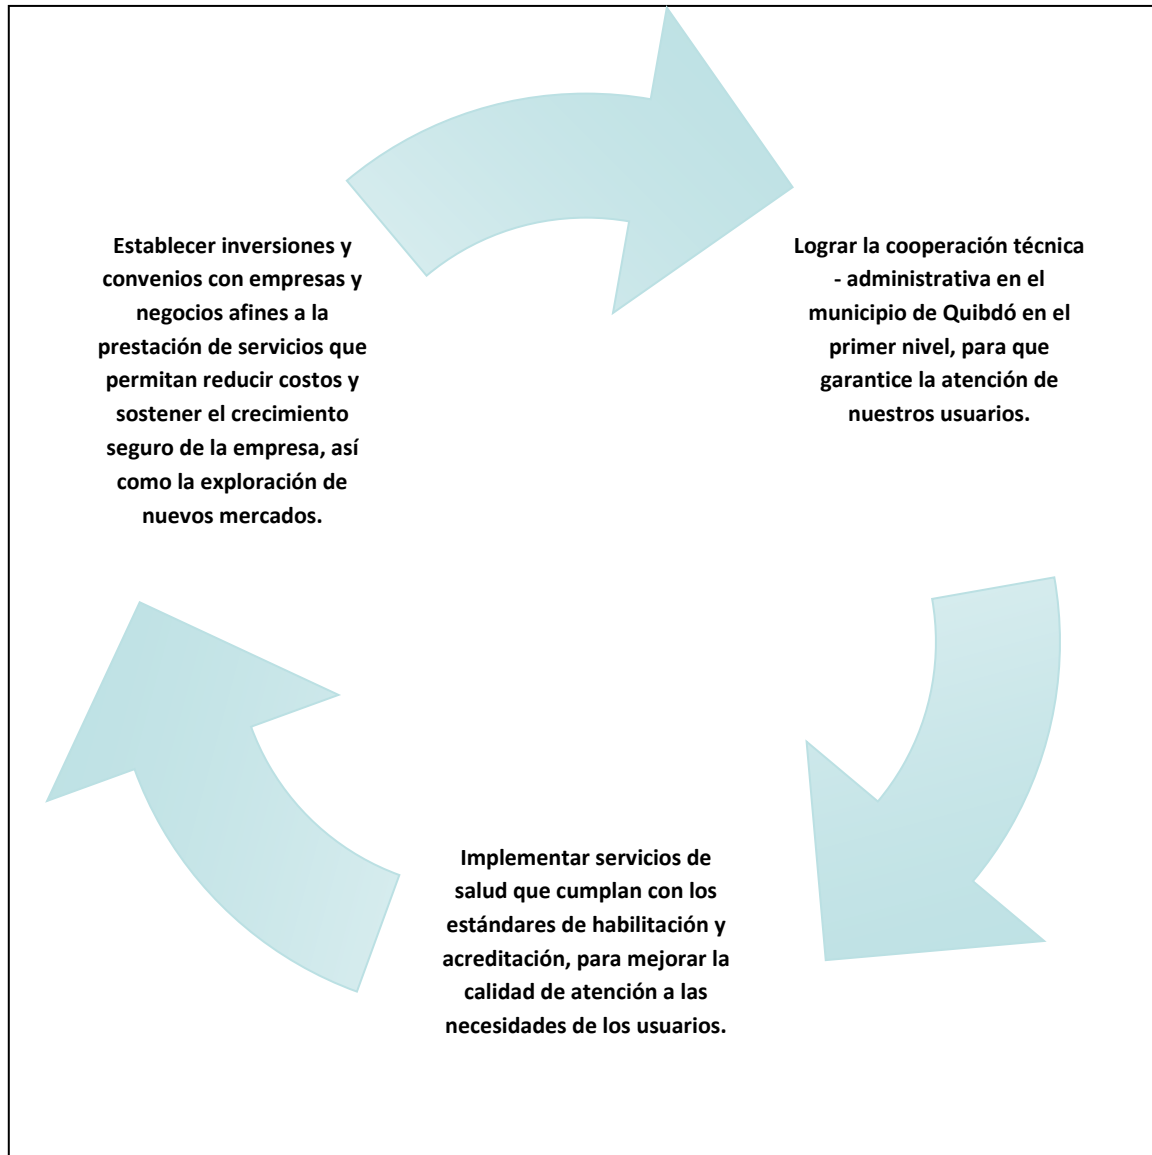 Establecer inversiones y
convenios con empresas y
negocios afines a la
prestación de servicios que
permitan reducir costos y
sostener el crecimiento
seguro de la empresa, así
como la exploración de
nuevos mercados.
Lograr la cooperación técnica
- administrativa en el
municipio de Quibdó en el
primer nivel, para que
garantice la atención de
nuestros usuarios.
Implementar servicios de
salud que cumplan con los
estándares de habilitación y
acreditación, para mejorar la
calidad de atención a las
necesidades de los usuarios.